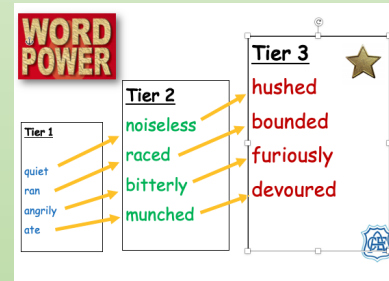 WORD
POWER
Tier 1
quiet
ran
angrily
ate
Tier 2
noiseless
raced
bitterly
munched
Tier 3
hushed
bounded
furiously
devoured